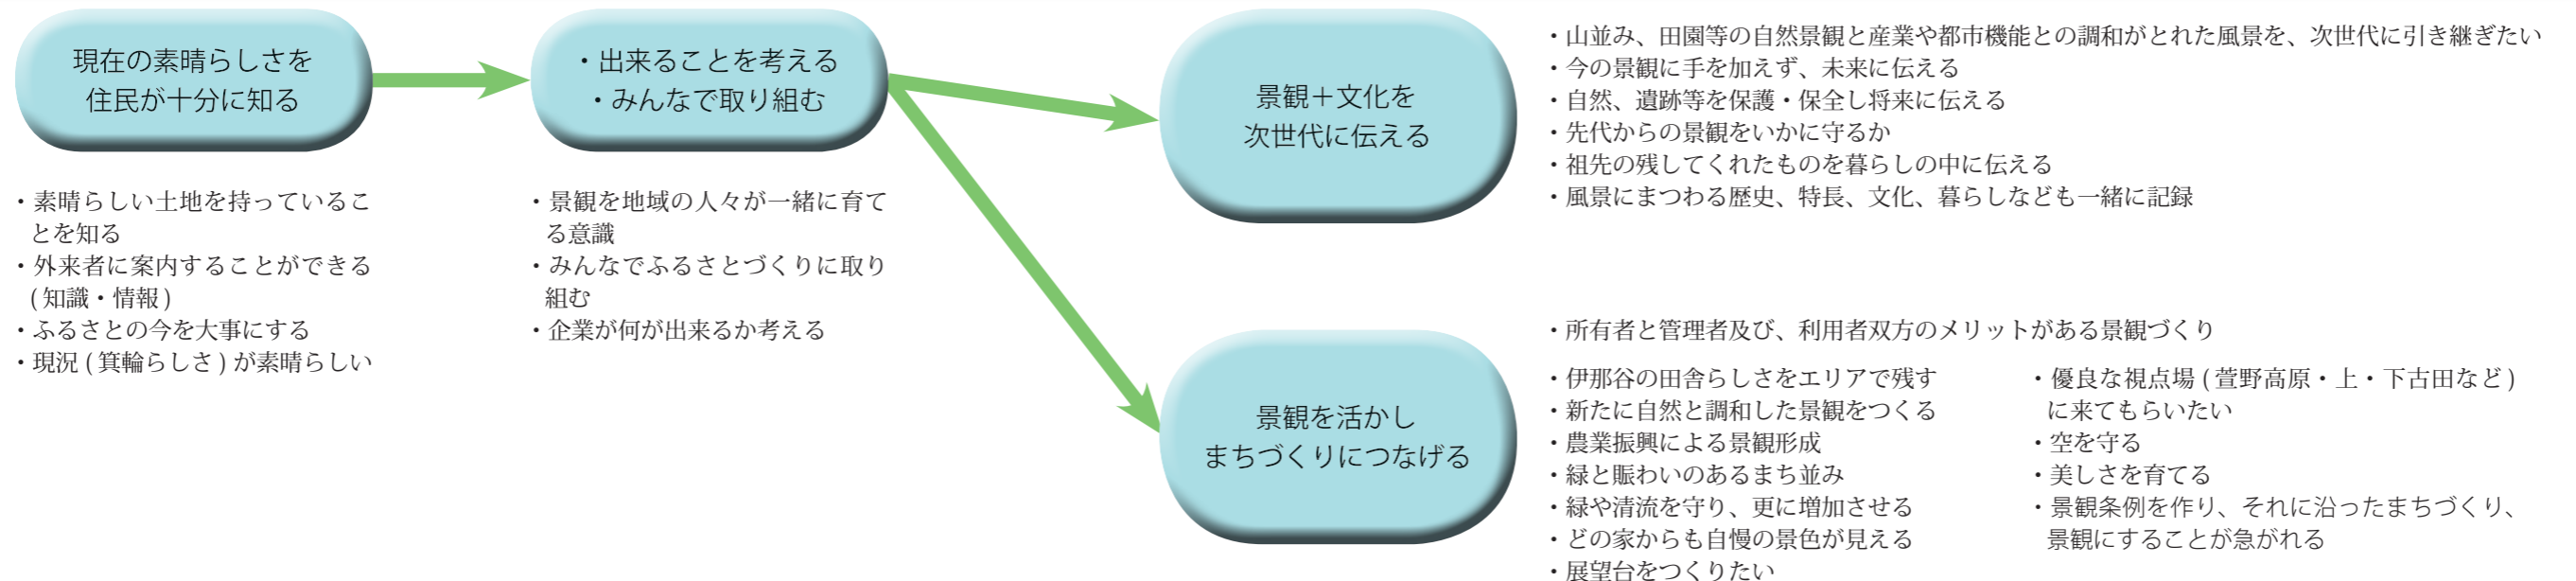 現在の素晴らしさを
住民が十分に知る
・素晴らしい土地を持っているこ
とを知る
・外来者に案内することができる
(知識・情報)
・ふるさとの今を大事にする
・現況(箕輪らしさ)が素晴らしい
・出来ることを考える
・みんなで取り組む
・景観を地域の人々が一緒に育て
る意識
・みんなでふるさとづくりに取り
組む
・企業が何が出来るか考える
景観＋文化を
次世代に伝える
・山並み、田園等の自然景観と産業や都市機能との調和がとれた風景を、次世代に引き継ぎたい
・今の景観に手を加えず、未来に伝える
・自然、遺跡等を保護・保全し将来に伝える
・先代からの景観をいかに守るか
・祖先の残してくれたものを暮らしの中に伝える
・風景にまつわる歴史、特長、文化、暮らしなども一緒に記録
景観を活かし
まちづくりにつなげる
・所有者と管理者及び、利用者双方のメリットがある景観づくり
・伊那谷の田舎らしさをエリアで残す
・新たに自然と調和した景観をつくる
・農業振興による景観形成
・緑と賑わいのあるまち並み
・緑や清流を守り、更に増加させる
・どの家からも自慢の景色が見える
・展望台をつくりたい
・優良な視点場(萱野高原・上・下古田など)
に来てもらいたい
・空を守る
・美しさを育てる
・景観条例を作り、それに沿ったまちづくり、
景観にすることが急がれる